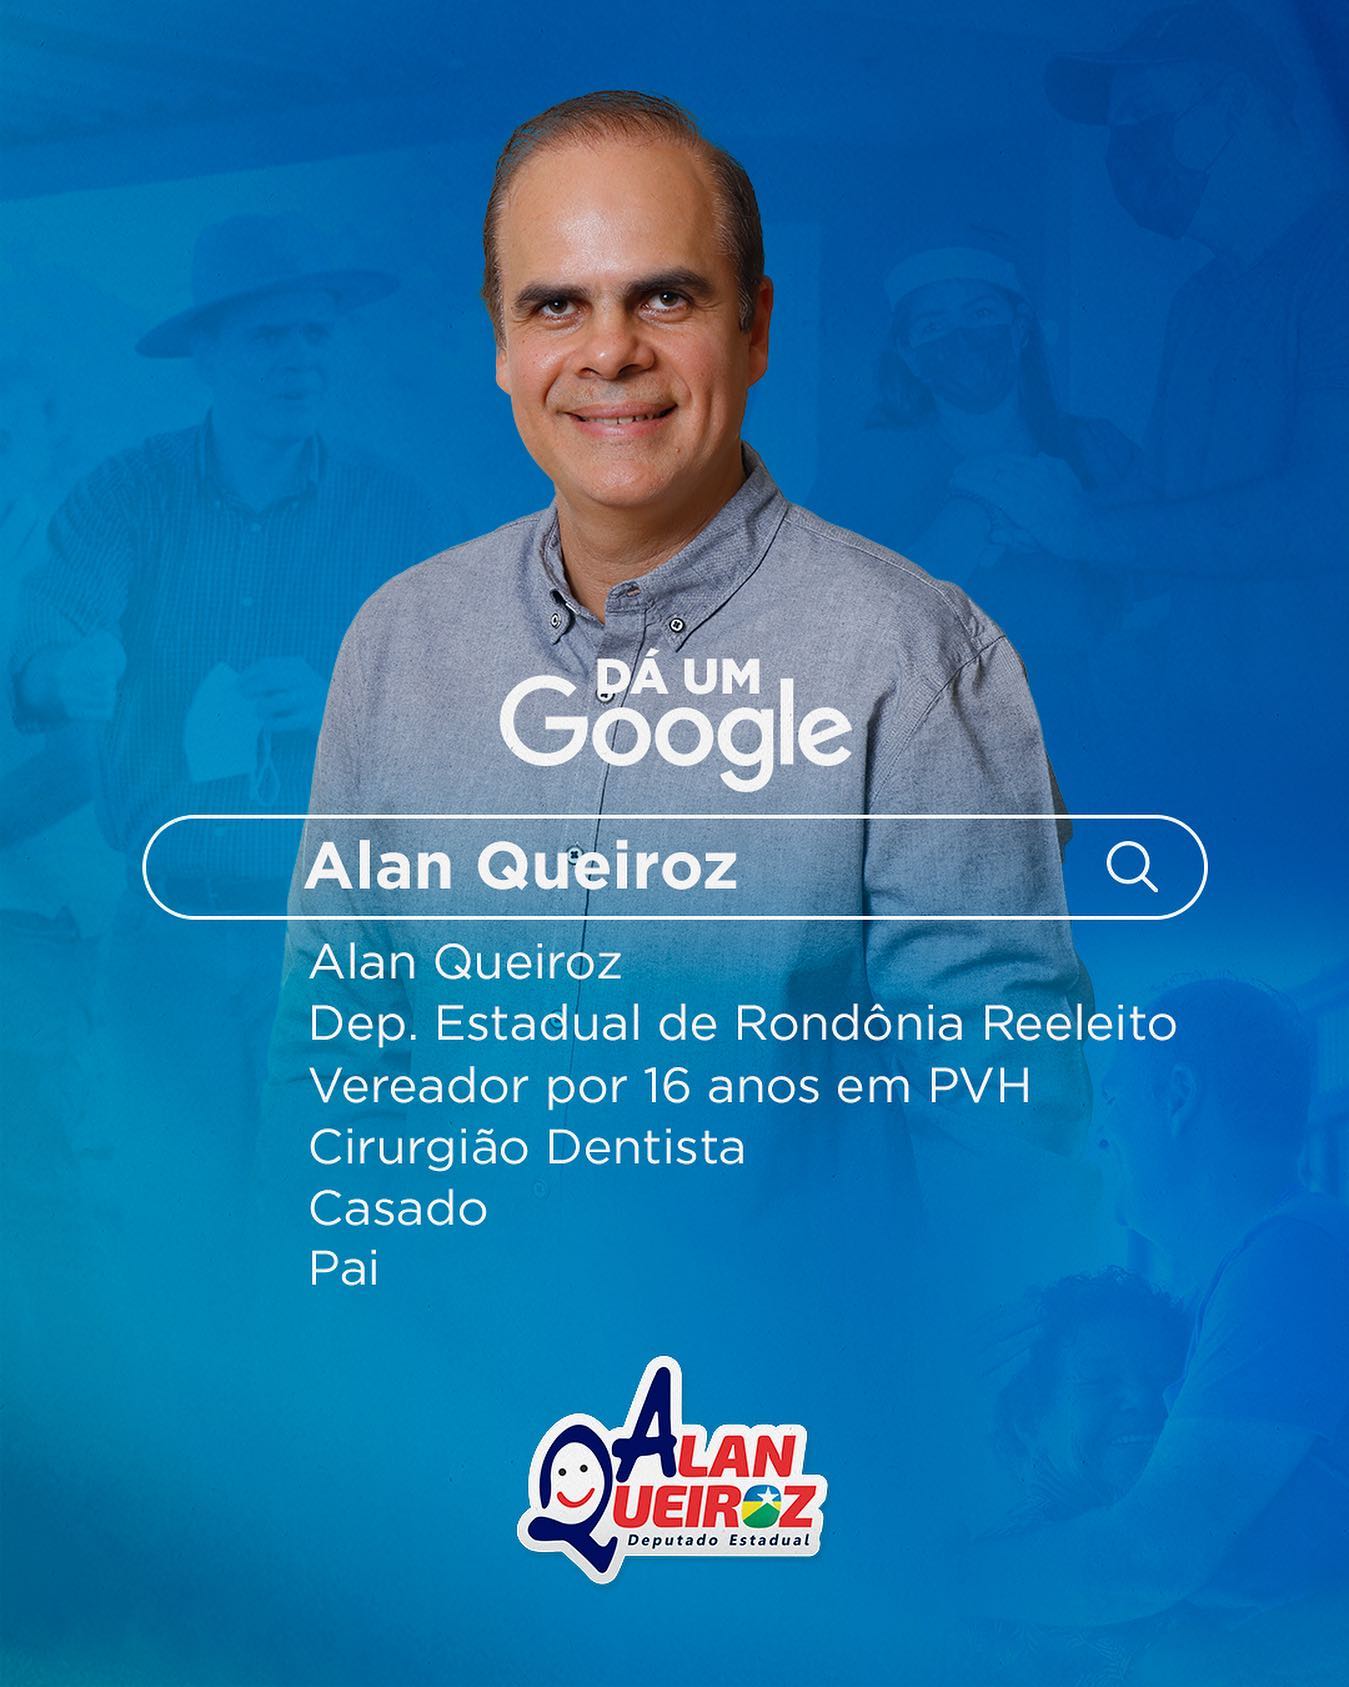 DÁ UM
Google
Alan Queiroz
Alan Queiroz
Dep. Estadual de Rondônia Reeleito
Vereador por 16 anos em PVH
Cirurgião Dentista
Casado
Pai
ALAN
QUEIROZ
Deputado Estadual